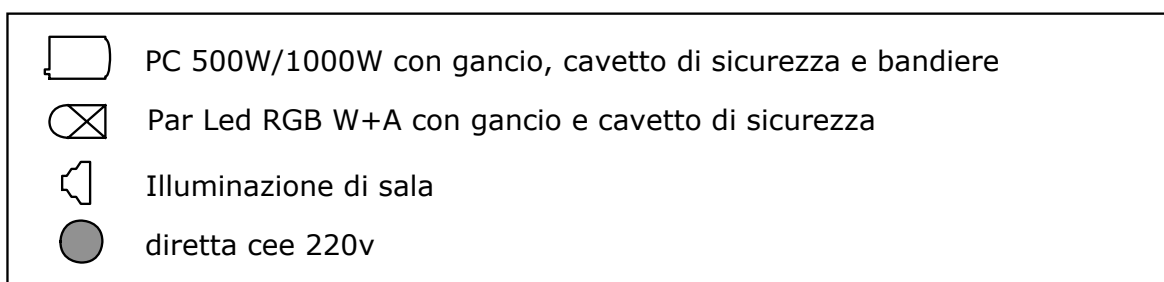 PC 500W/1000W con gancio, cavetto di sicurezza e bandiere
Par Led RGB W+A con gancio e cavetto di sicurezza
Illuminazione di sala
diretta cee 220v